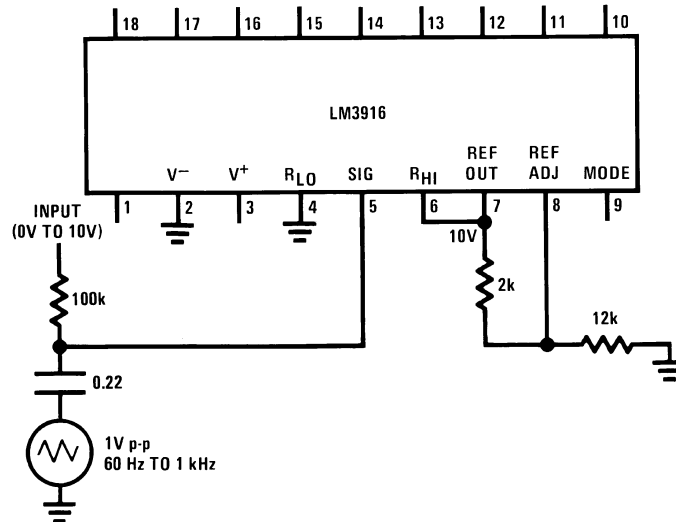 18 17 16 15 14 13 12 11 10
LM3916
V− V+ RLO SIG RHI REF OUT REF ADJ MODE
1 2 3 4 5 6 7 8 9
INPUT
(0V TO 10V)
10V
100k
2k
12k
0.22
1V p-p
60 Hz TO 1 kHz